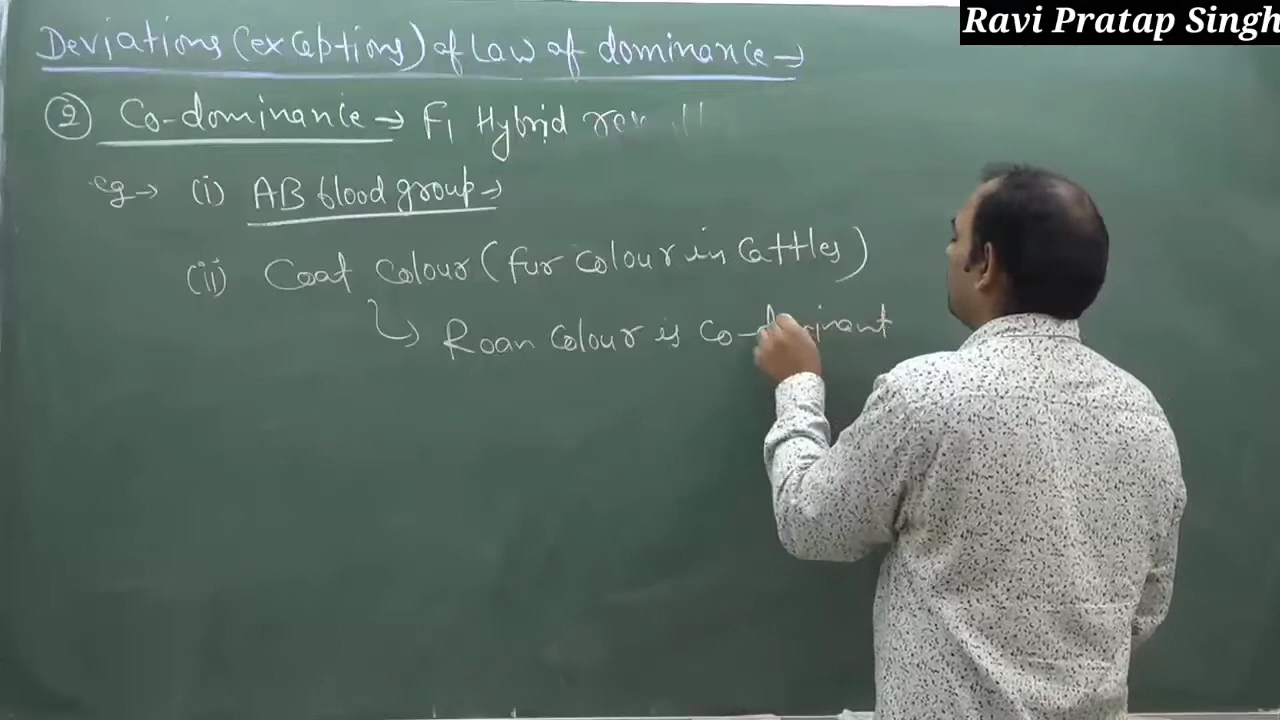 Ravi Pratap Singh
Deviations (exceptions) of Law of dominance →
② Co-dominance → F1 Hybrid
eg → (i) AB blood group →
(ii) Coat Colour (fur colour in Cattles)
↳ Roan Colour is Co-dominant